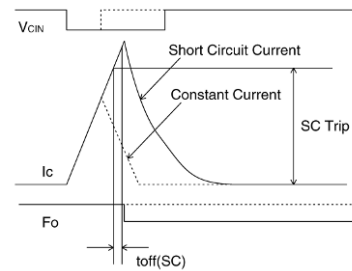 VCIN
Short Circuit Current
Constant Current
SC Trip
Ic
Fo
toff(SC)